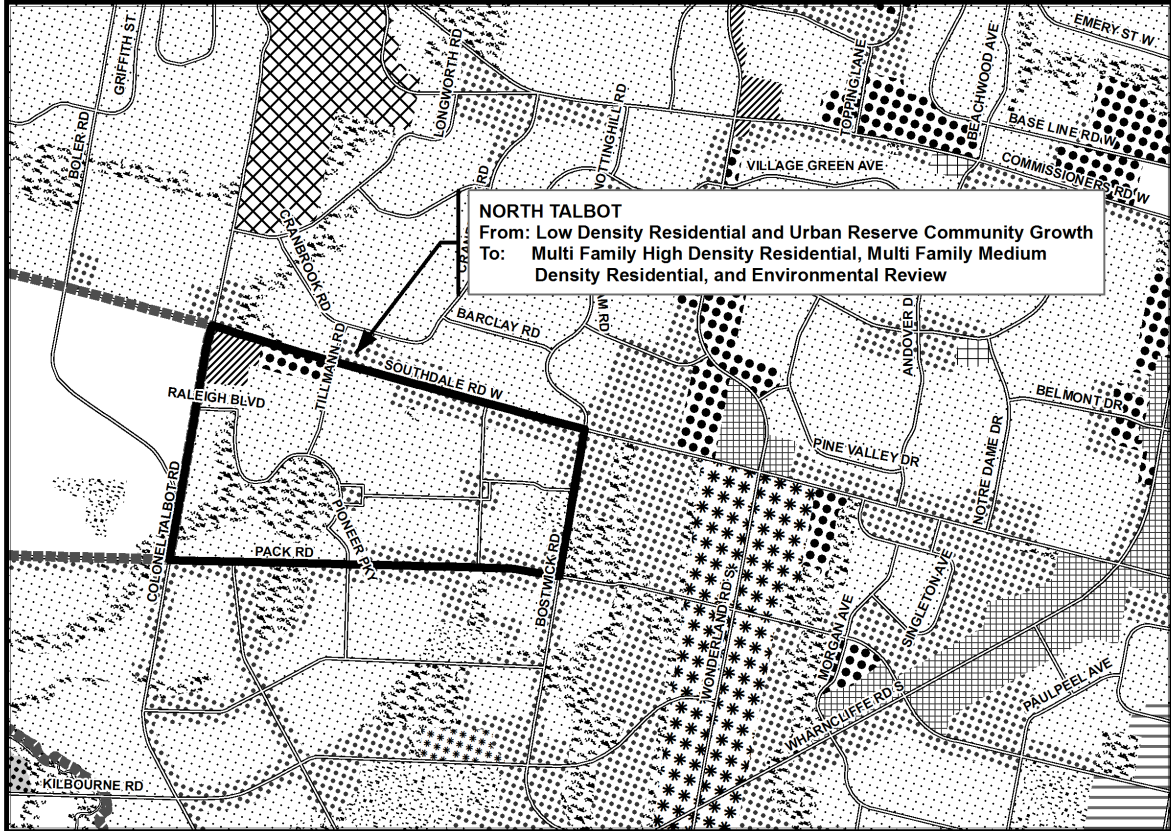 EMERY ST W
GRIFFITH ST
LONGWORTH RD
TOPPING LANE
BEACHWOOD AVE
BASE LINE RD W
BOLER RD
NOTTINGHILL RD
VILLAGE GREEN AVE
COMMISSIONERS RD W
RD
NORTH TALBOT
From: Low Density Residential and Urban Reserve Community Growth
To: Multi Family High Density Residential, Multi Family Medium
Density Residential, and Environmental Review
CRANBROOK RD
BARCLAY RD
M RD
ANDOVER D
TILLMANN RD
SOUTHDALE RD W
RALEIGH BLVD
BELMONT DR
PINE VALLEY DR
NOTRE DAME DR
COLONEL TALBOT RD
PIONEER PKY
PACK RD
BOSTWICK RD
WONDERLAND RD S
MORGAN AVE
SINGLETON AVE
PAULPEEL AVE
WHARNCLIFFE RD S
KILBOURNE RD